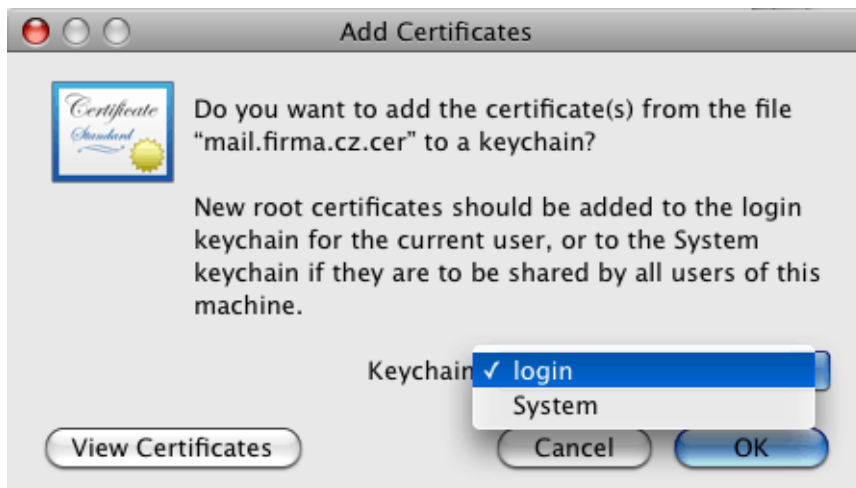 Add Certificates
Certificate
Standard
Do you want to add the certificate(s) from the file
“mail.firma.cz.cer” to a keychain?
New root certificates should be added to the login
keychain for the current user, or to the System
keychain if they are to be shared by all users of this
machine.
Keychain
✓ login
System
View Certificates
Cancel
OK